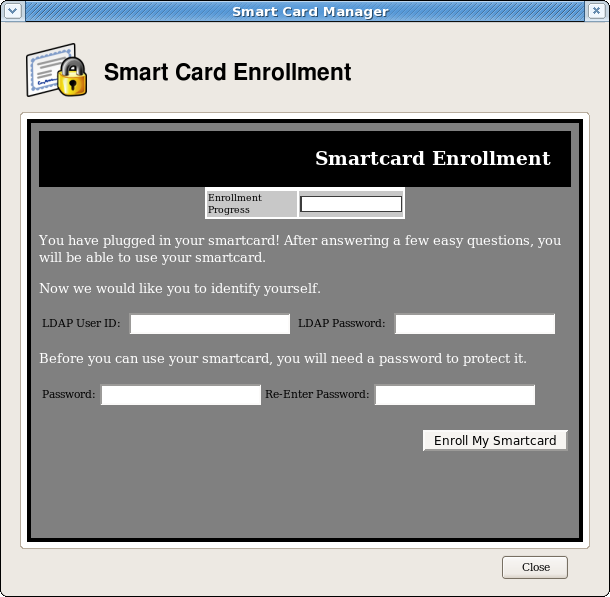 Smart Card Manager
Smart Card Enrollment
Smartcard Enrollment
Enrollment
Progress
You have plugged in your smartcard! After answering a few easy questions, you
will be able to use your smartcard.
Now we would like you to identify yourself.
LDAP User ID: LDAP Password:
Before you can use your smartcard, you will need a password to protect it.
Password: Re-Enter Password:
Enroll My Smartcard
Close